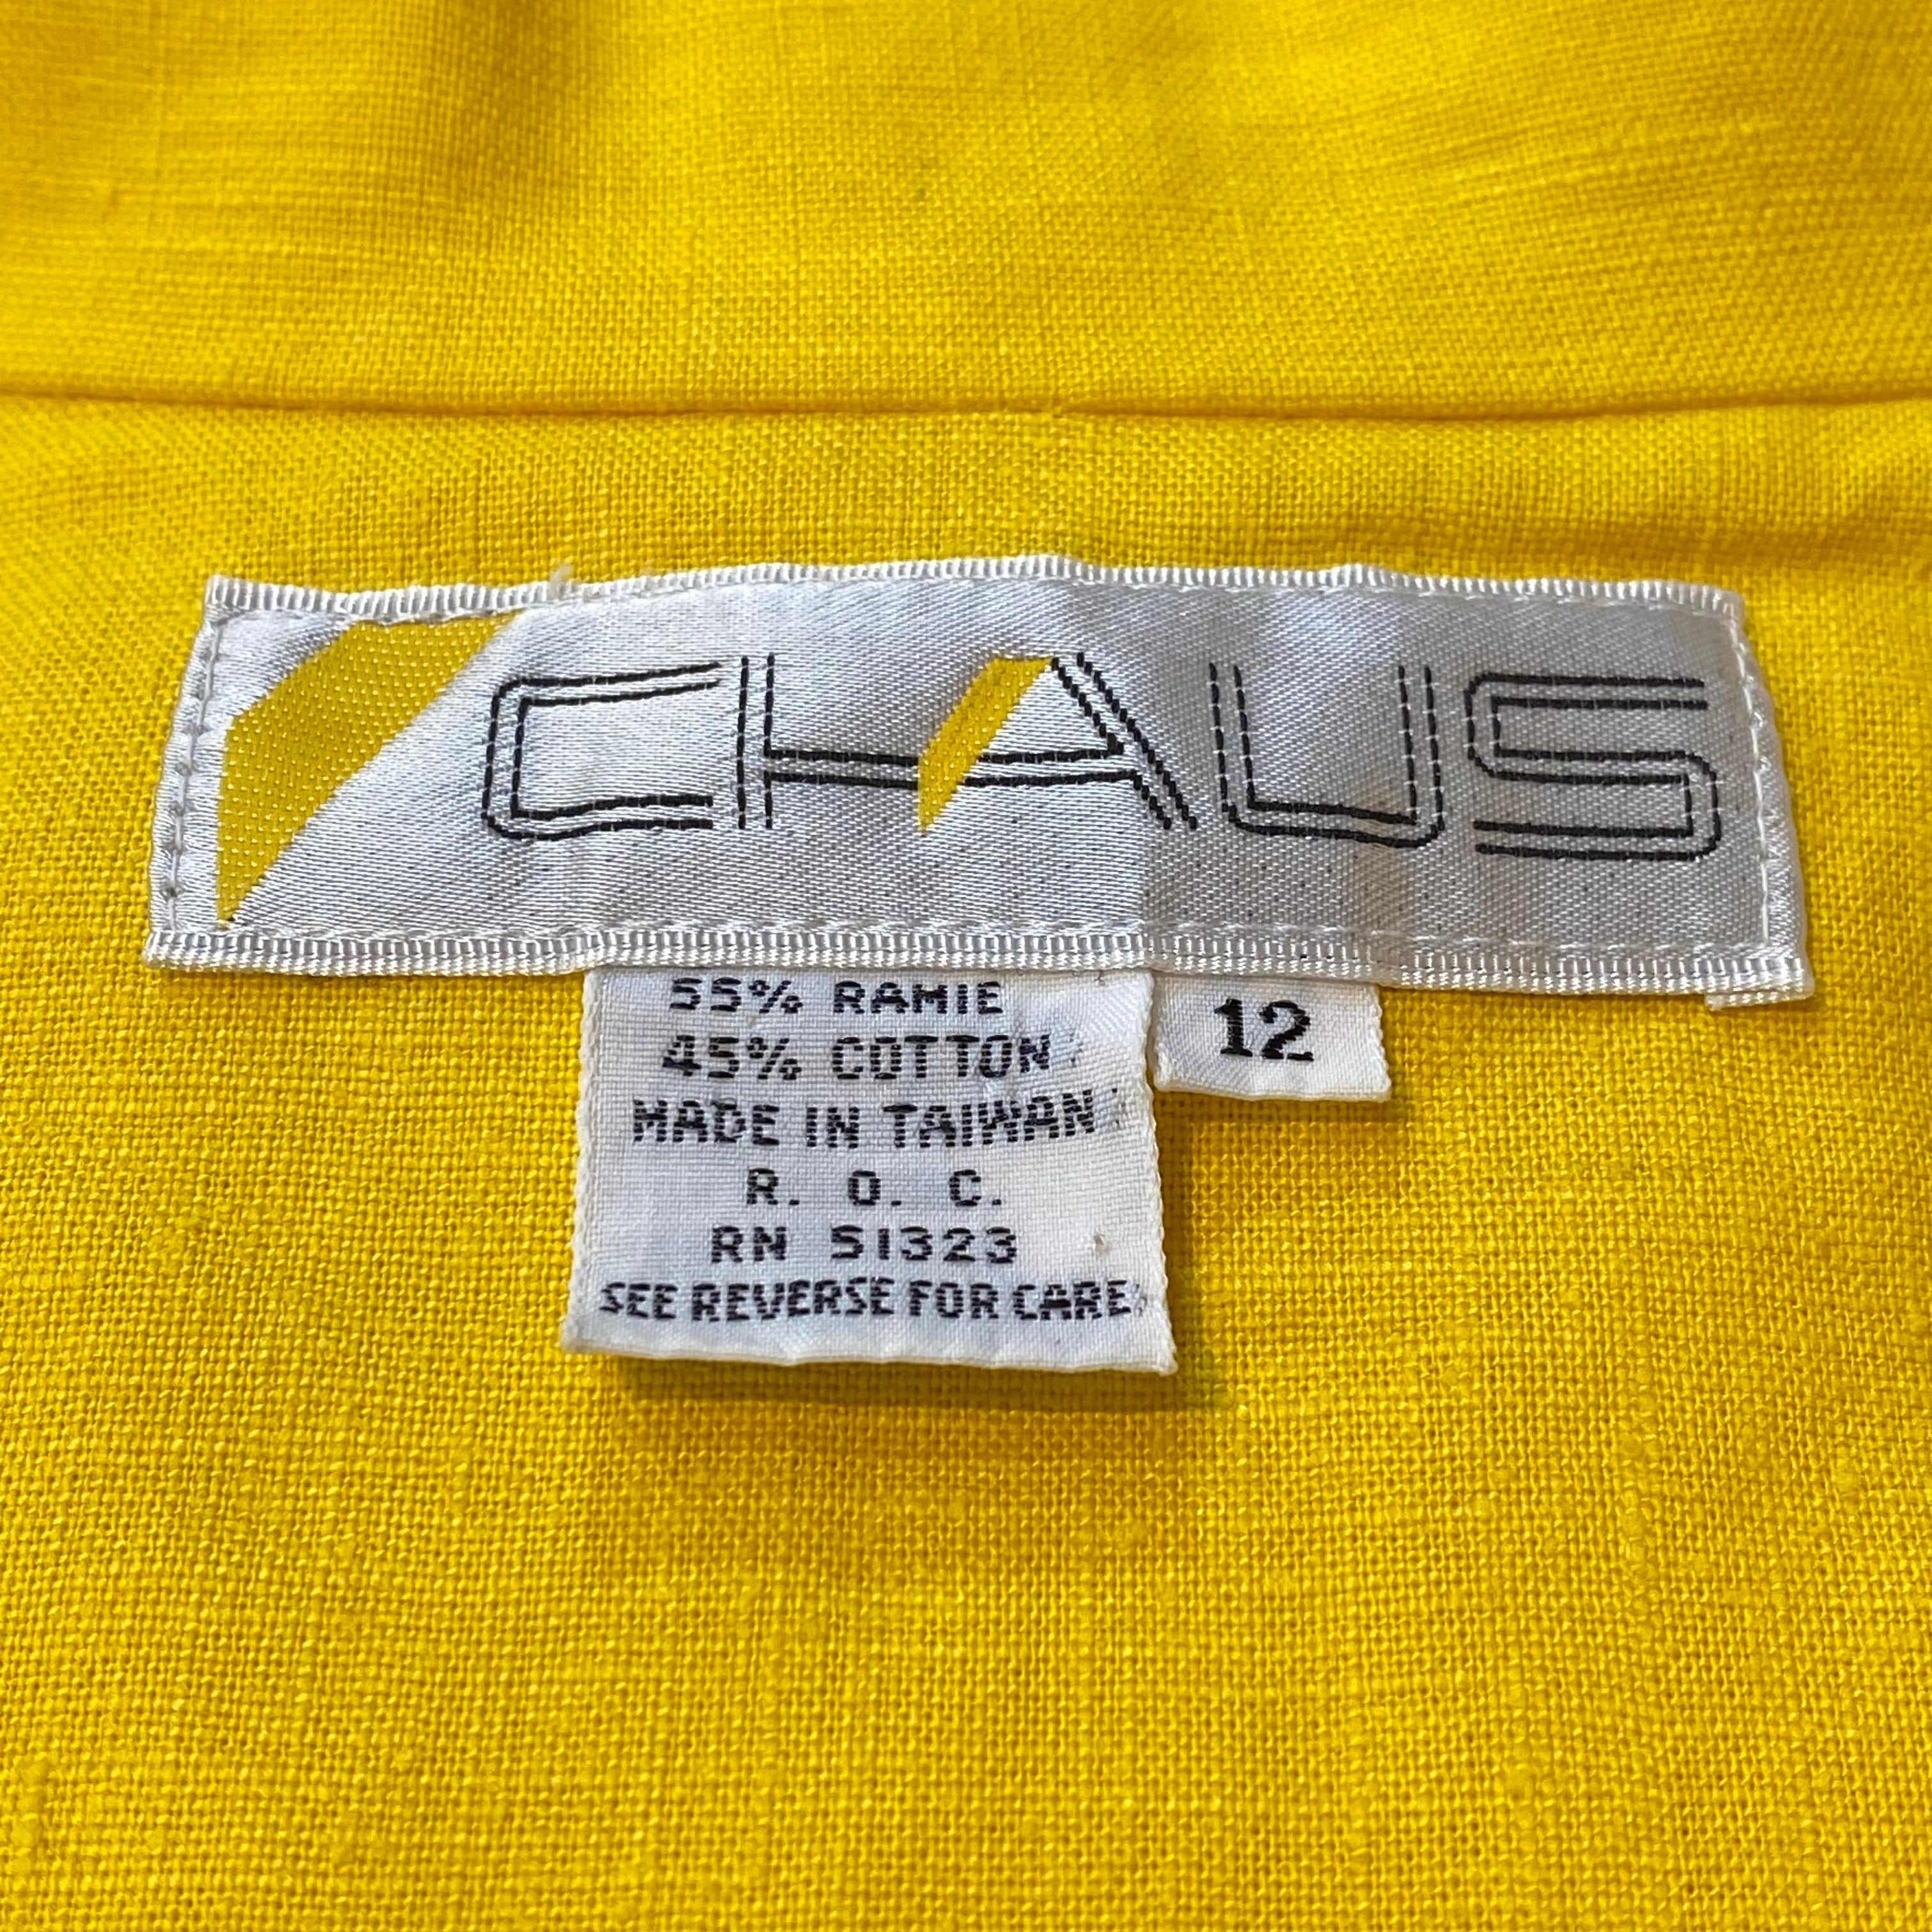 CHAUS
55% RAMIE
45% COTTON
MADE IN TAIWAN
R. O. C.
RN 51323
SEE REVERSE FOR CARE
12